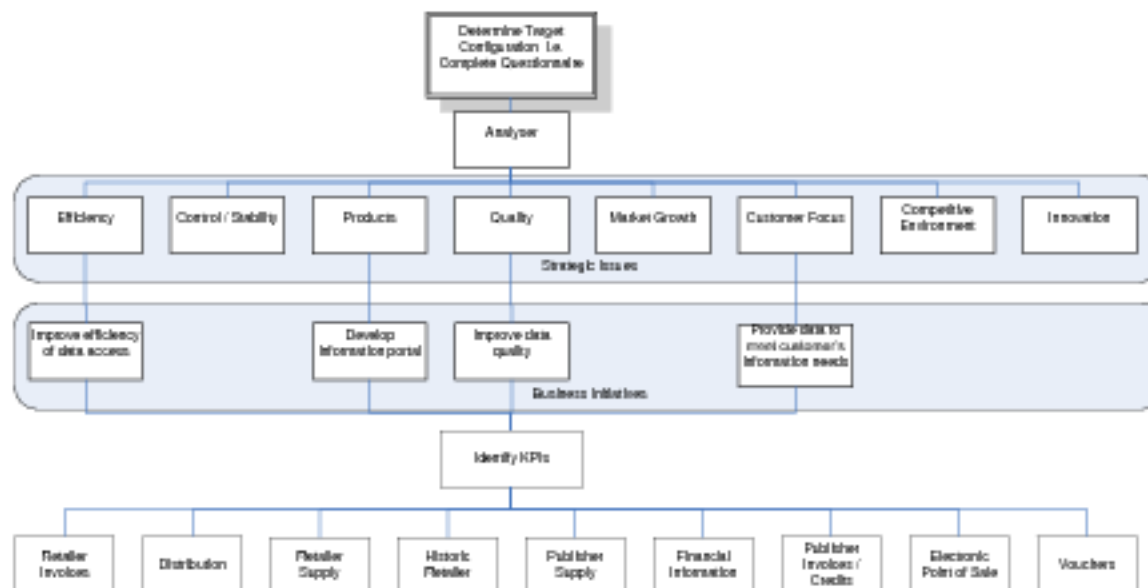 Determine Target
Configuration i.e.
Complete Questionnaire
Analyser
Efficiency
Control / Stability
Products
Quality
Market Growth
Customer Focus
Competitive
Environment
Innovation
Strategic Issues
Improve efficiency
of data access
Develop
Information portal
Improve data
quality
Provide data to
meet customer's
information needs
Business Initiatives
Identify KPIs
Retailer
Invoices
Distribution
Retailer
Supply
Historic
Retailer
Publisher
Supply
Financial
Information
Publisher
Invoices /
Credits
Electronic
Point of Sale
Vouchers